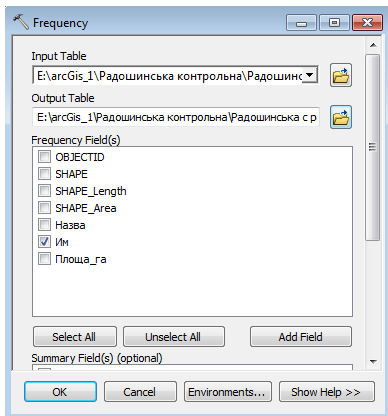 Frequency
Input Table
E:\arcGis_1\Радошинська контрольна\Радошинс
Output Table
E:\arcGis_1\Радошинська контрольна\Радошинська с р
Frequency Field(s)
OBJECTID
SHAPE
SHAPE_Length
SHAPE_Area
Назва
Им
Площа_га
Select All
Unselect All
Add Field
Summary Field(s) (optional)
OK
Cancel
Environments...
Show Help >>